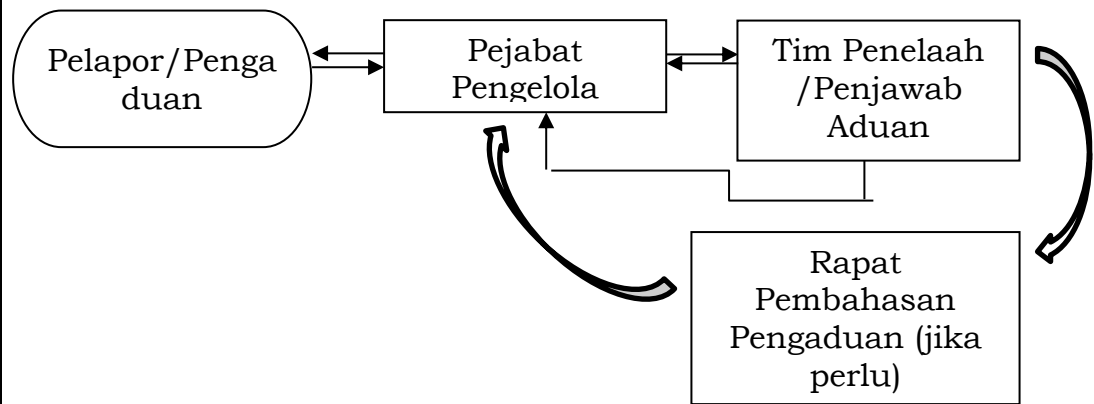 Pelapor/Penga
duan
Pejabat
Pengelola
Tim Penelaah
/Penjawab
Aduan
Rapat
Pembahasan
Pengaduan (jika
perlu)